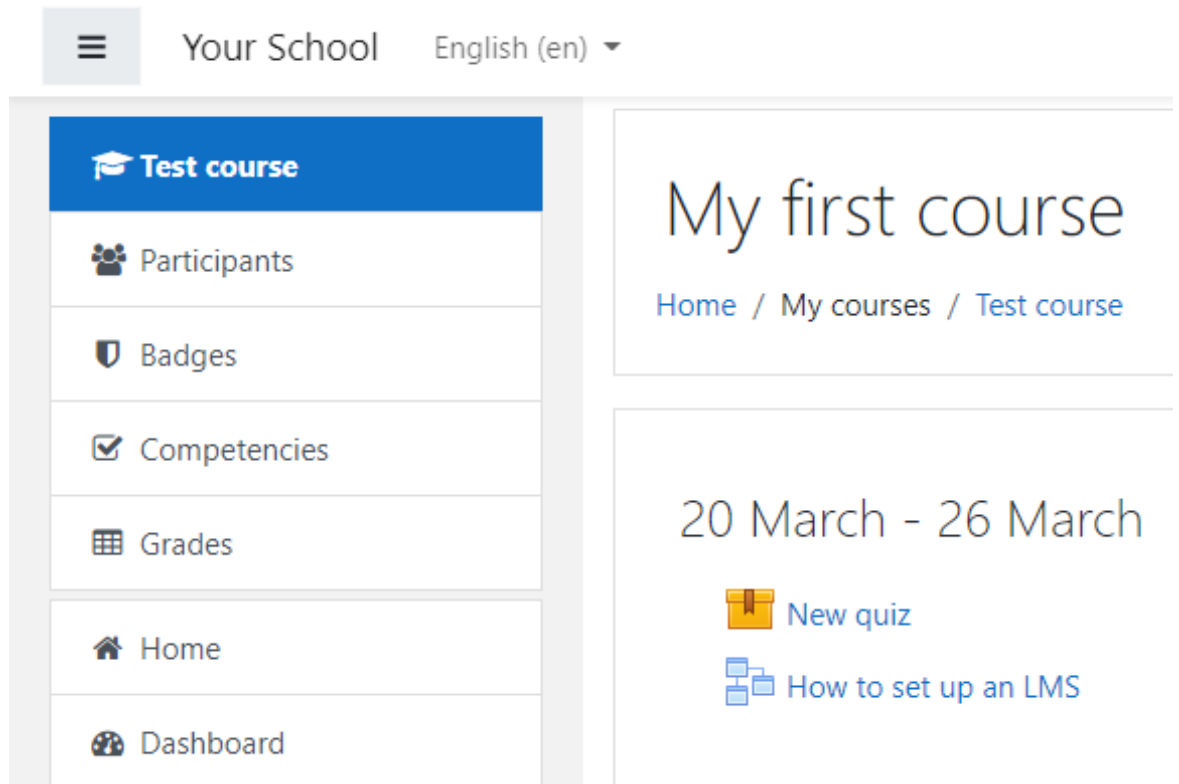 Your School English (en)
Test course
Participants
Badges
Competencies
Grades
Home
Dashboard
My first course
Home / My courses / Test course
20 March - 26 March
New quiz
How to set up an LMS